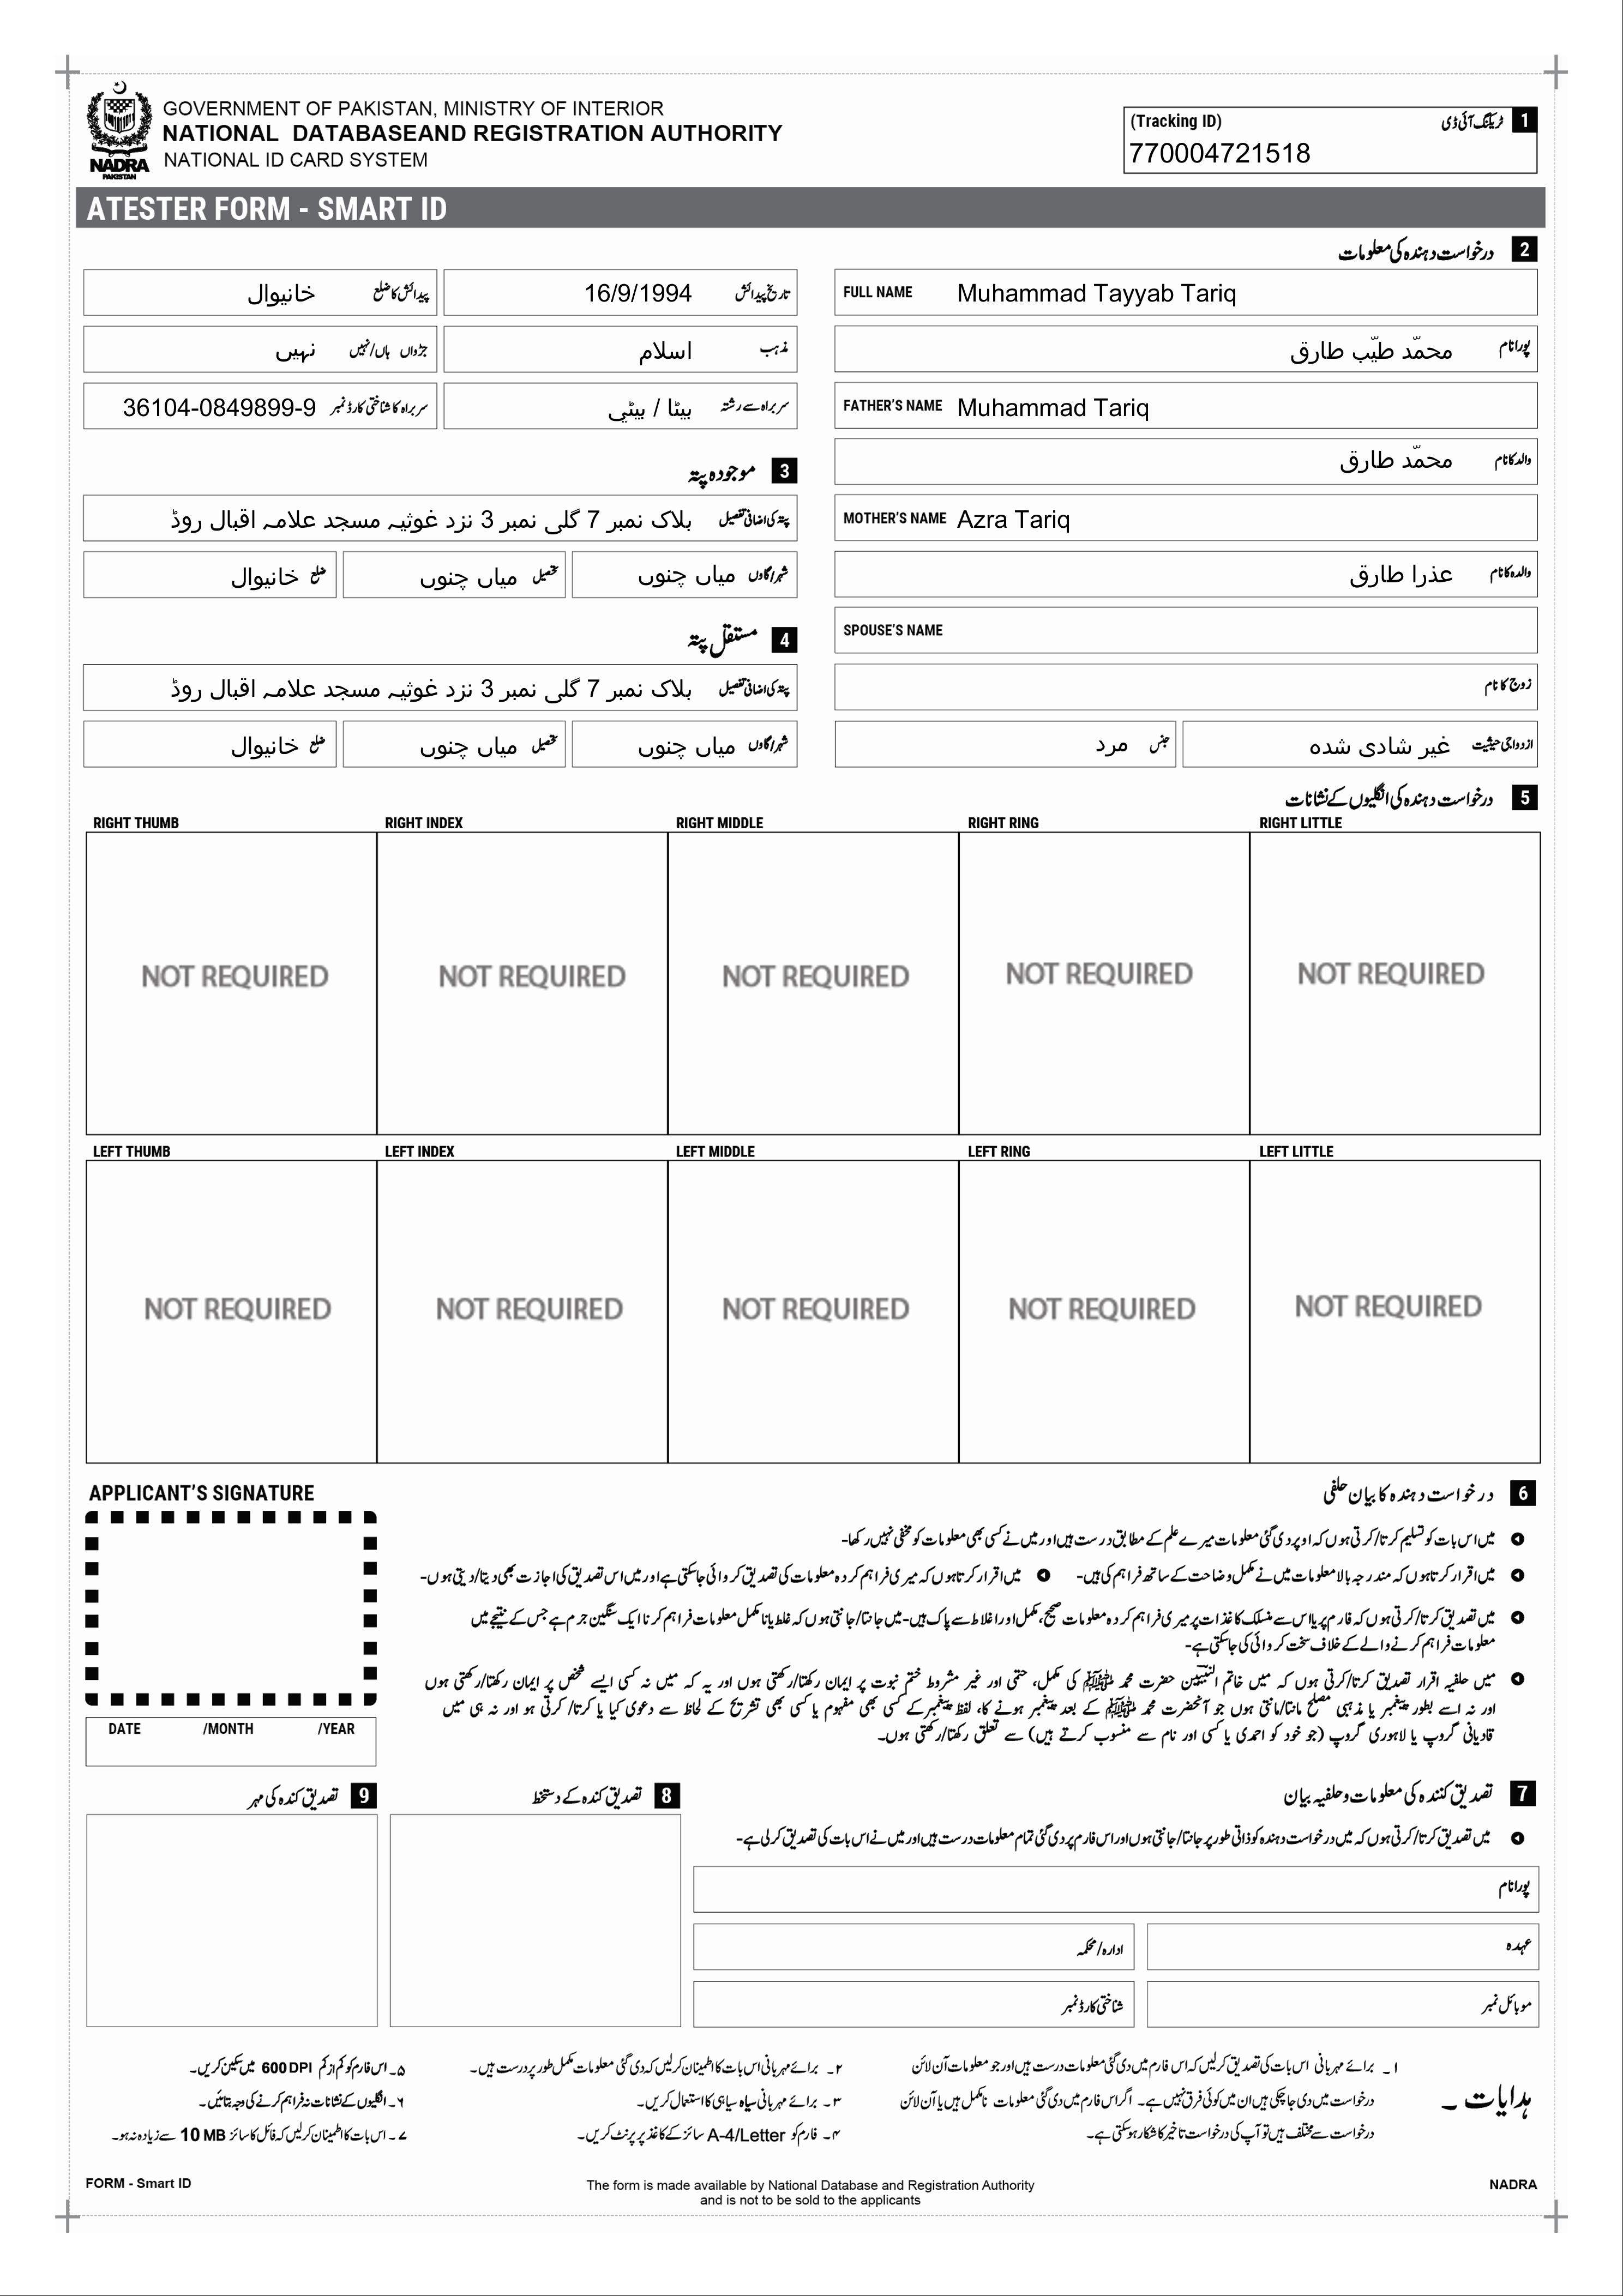 GOVERNMENT OF PAKISTAN, MINISTRY OF INTERIOR
NATIONAL DATABASEAND REGISTRATION AUTHORITY
NATIONAL ID CARD SYSTEM
NADRA
PAKISTAN
(Tracking ID) ٹریکنگ آئی ڈی 1
770004721518
ATESTER FORM - SMART ID
2 درخواست دہندہ کی معلومات
FULL NAME Muhammad Tayyab Tariq
پورا نام محمّد طیّب طارق
FATHER'S NAME Muhammad Tariq
والد کا نام محمّد طارق
MOTHER'S NAME Azra Tariq
والدہ کا نام عذرا طارق
SPOUSE'S NAME
زوج کا نام
ازدواجی حیثیت غیر شادی شدہ
جنس مرد
تاریخ پیدائش 16/9/1994
پیدائش کا ضلع خانیوال
مذہب اسلام
جڑواں ہاں/نہیں نہیں
سربراہ سے رشتہ بیٹا / بیٹی
سربراہ کا شناختی کارڈ نمبر 36104-0849899-9
3 موجودہ پتہ
پتہ کی اضافی تفصیل بلاک نمبر 7 گلی نمبر 3 نزد غوثیہ مسجد علامہ اقبال روڈ
شہر/گاوں میاں چنوں
تحصیل میاں چنوں
ضلع خانیوال
4 مستقل پتہ
پتہ کی اضافی تفصیل بلاک نمبر 7 گلی نمبر 3 نزد غوثیہ مسجد علامہ اقبال روڈ
شہر/گاوں میاں چنوں
تحصیل میاں چنوں
ضلع خانیوال
5 درخواست دہندہ کی انگلیوں کے نشانات
RIGHT THUMB RIGHT INDEX RIGHT MIDDLE RIGHT RING RIGHT LITTLE
NOT REQUIRED NOT REQUIRED NOT REQUIRED NOT REQUIRED NOT REQUIRED
LEFT THUMB LEFT INDEX LEFT MIDDLE LEFT RING LEFT LITTLE
NOT REQUIRED NOT REQUIRED NOT REQUIRED NOT REQUIRED NOT REQUIRED
APPLICANT'S SIGNATURE
DATE /MONTH /YEAR
6 درخواست دہندہ کا بیان حلفی
میں اس بات کو تسلیم کرتا/کرتی ہوں کہ اوپر دی گئی معلومات میرے علم کے مطابق درست ہیں اور میں نے کسی بھی معلومات کو مخفی نہیں رکھا-
میں اقرار کرتا ہوں کہ مندرجہ بالا معلومات میں نے مکمل وضاحت کے ساتھ فراہم کی ہیں- میں اقرار کرتا ہوں کہ میری فراہم کردہ معلومات کی تصدیق کروائی جاسکتی ہے اور میں اس تصدیق کی اجازت بھی دیتا/دیتی ہوں-
میں تصدیق کرتا/کرتی ہوں کہ فارم پر یا اس سے منسلک کاغذات پر میری فراہم کردہ معلومات صحیح، مکمل اور اغلاط سے پاک ہیں- میں جانتا/جانتی ہوں کہ غلط یا نامکمل معلومات فراہم کرنا ایک سنگین جرم ہے جس کے نتیجے میں
معلومات فراہم کرنے والے کے خلاف سخت کروائی کی جاسکتی ہے-
میں حلفیہ اقرار تصدیق کرتا/کرتی ہوں کہ میں خاتم النبیین حضرت محمد ﷺ کی مکمل، حتمی اور غیر مشروط ختم نبوت پر ایمان رکھتا/رکھتی ہوں اور یہ کہ میں نہ کسی ایسے شخص پر ایمان رکھتا/رکھتی ہوں
اور نہ اسے بطور پیغمبر یا مذہبی مصلح مانتا/مانتی ہوں جو آنحضرت محمد ﷺ کے بعد پیغمبر ہونے کا، لفظ پیغمبر کے کسی بھی مفہوم یا کسی بھی تشریح کے لحاظ سے دعوی کیا یا کرتا/کرتی ہو اور نہ ہی میں
قادیانی گروپ یا لاہوری گروپ (جو خود کو احمدی یا کسی اور نام سے منسوب کرتے ہیں) سے تعلق رکھتا/رکھتی ہوں۔
7 تصدیق کنندہ کی معلومات و حلفیہ بیان
میں تصدیق کرتا/کرتی ہوں کہ میں درخواست دہندہ کو ذاتی طور پر جانتا/جانتی ہوں اور اس فارم پر دی گئی تمام معلومات درست ہیں اور میں نے اس بات کی تصدیق کرلی ہے-
پورا نام
عہدہ
ادارہ/محکمہ
موبائل نمبر
شناختی کارڈ نمبر
8 تصدیق کندہ کے دستخط
9 تصدیق کندہ کی مہر
ہدایات ۔
۱ ۔ برائے مہربانی اس بات کی تصدیق کرلیں کہ اس فارم میں دی گئی معلومات درست ہیں اور جو معلومات آن لائن
درخواست میں دی جاچکی ہیں ان میں کوئی فرق نہیں ہے۔ اگر اس فارم میں دی گئی معلومات نامکمل ہیں یا آن لائن
درخواست سے مختلف ہیں تو آپ کی درخواست تاخیر کا شکار ہوسکتی ہے۔
۲ ۔ برائے مہربانی اس بات کا اطمینان کرلیں کہ دی گئی معلومات مکمل طور پر درست ہیں۔
۳ ۔ برائے مہربانی سیاہ سیاہی کا استعمال کریں۔
۴ ۔ فارم کو A-4/Letter سائز کے کاغذ پر پرنٹ کریں۔
۵ ۔ اس فارم کو کم از کم 600 DPI میں سکین کریں۔
۶ ۔ انگلیوں کے نشانات نہ فراہم کرنے کی وجہ بتائیں۔
۷ ۔ اس بات کا اطمینان کرلیں کہ فائل کا سائز 10 MB سے زیادہ نہ ہو۔
FORM - Smart ID
The form is made available by National Database and Registration Authority
and is not to be sold to the applicants
NADRA